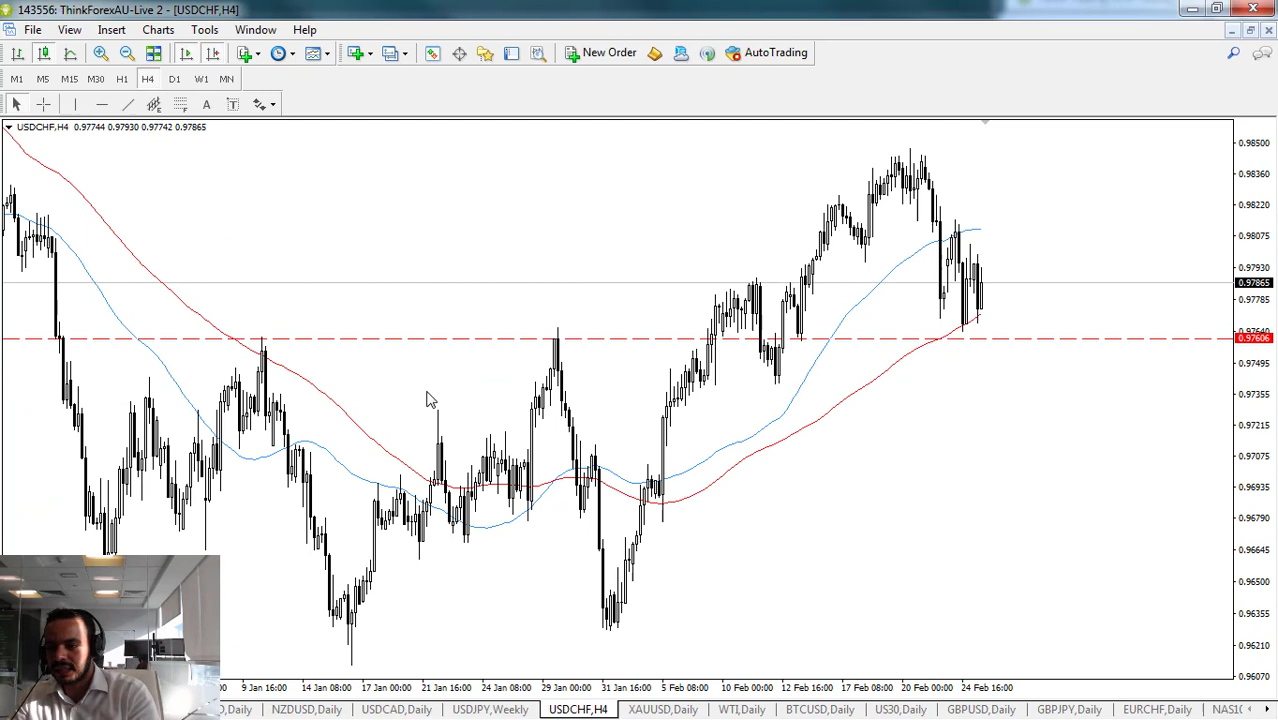 143556: ThinkForexAU-Live 2 - [USDCHF,H4]
File View Insert Charts Tools Window Help
New Order AutoTrading
M1 M5 M15 M30 H1 H4 D1 W1 MN
A T
USDCHF,H4 0.97744 0.97930 0.97742 0.97865
0.98500
0.98360
0.98220
0.98075
0.97930
0.97865
0.97785
0.97640
0.97606
0.97495
0.97355
0.97215
0.97075
0.96935
0.96790
0.96645
0.96500
0.96210
0.96070
:00 9 Jan 16:00 14 Jan 08:00 17 Jan 00:00 21 Jan 16:00 24 Jan 08:00 29 Jan 00:00 31 Jan 16:00 5 Feb 08:00 10 Feb 00:00 12 Feb 16:00 17 Feb 08:00 20 Feb 00:00 24 Feb 16:00
D,Daily NZDUSD,Daily USDCAD,Daily USDJPY,Weekly USDCHF,H4 XAUUSD,Daily WTI,Daily BTCUSD,Daily US30,Daily GBPUSD,Daily GBPJPY,Daily EURCHF,Daily NAS10